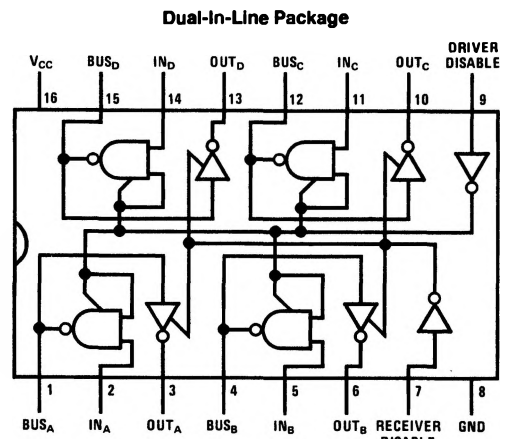 Dual-In-Line Package
DRIVER
DISABLE
VCC BUSD IND OUTD BUSC INC OUTC
16 15 14 13 12 11 10 9
1 2 3 4 5 6 7 8
BUSA INA OUTA BUSB INB OUTB RECEIVER GND
DISABLE